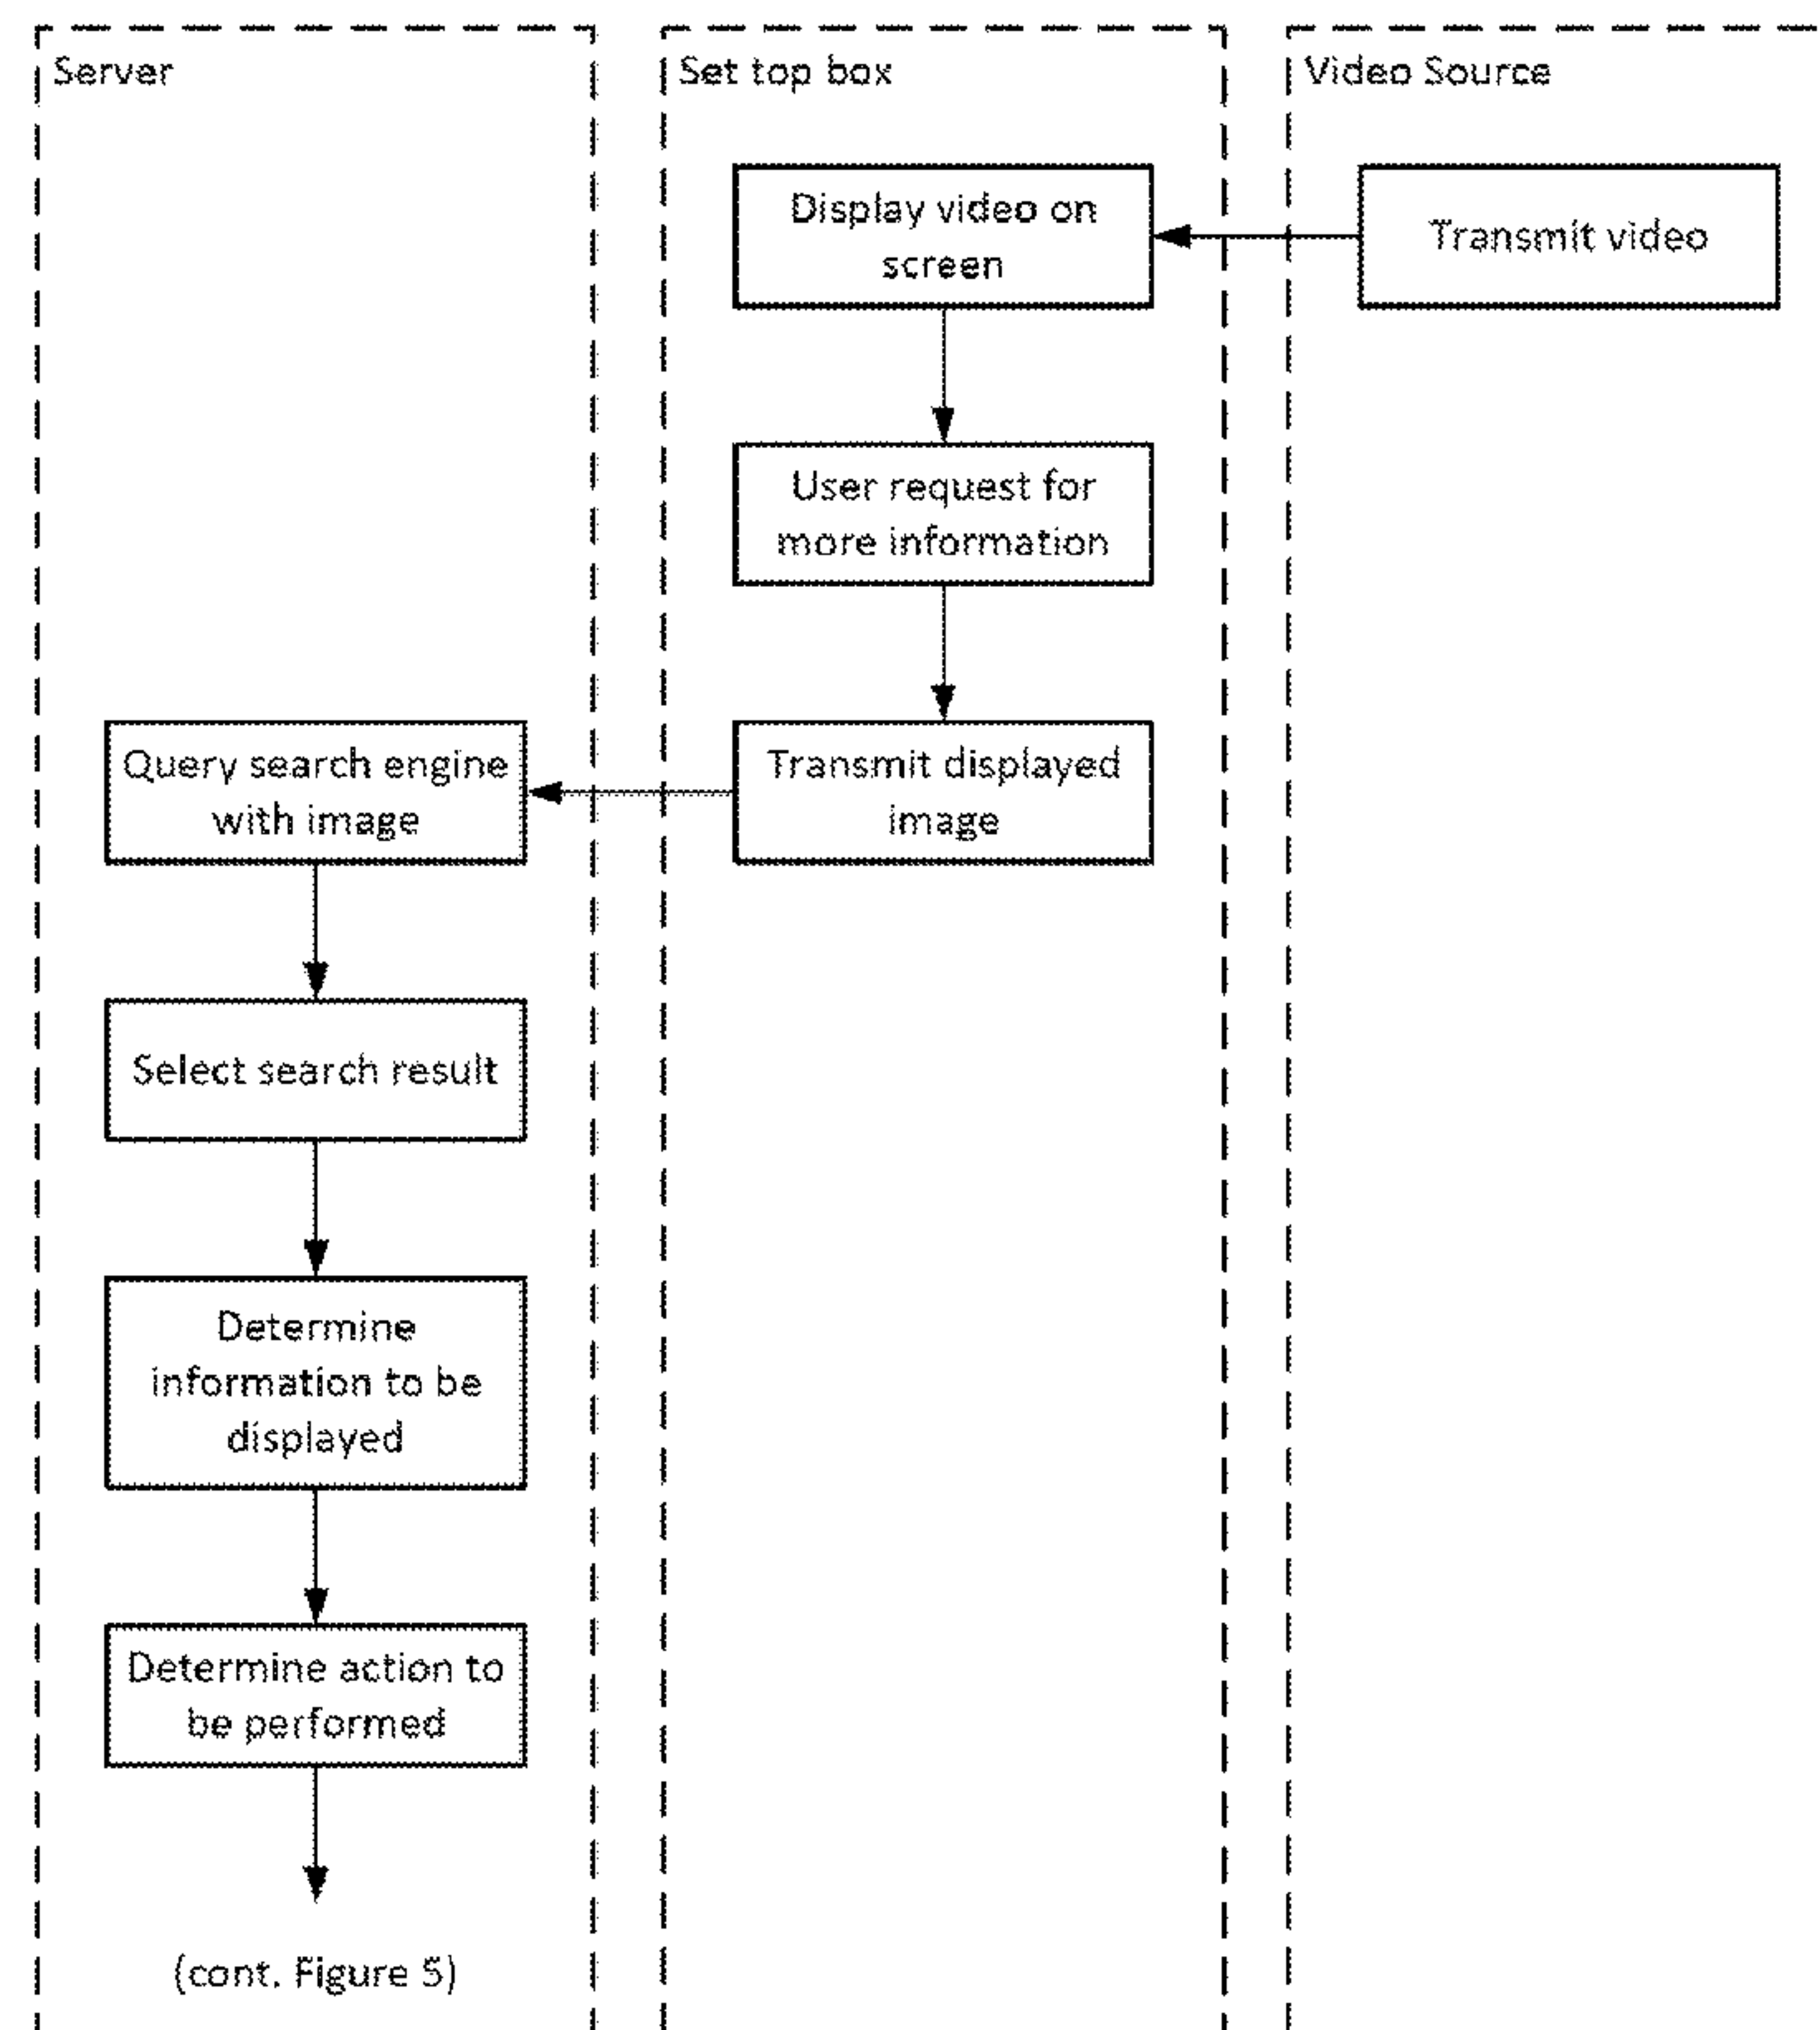 Server
Set top box
Video Source
Display video on
screen
Transmit video
User request for
more information
Transmit displayed
image
Query search engine
with image
Select search result
Determine
information to be
displayed
Determine action to
be performed
(cont. Figure 5)